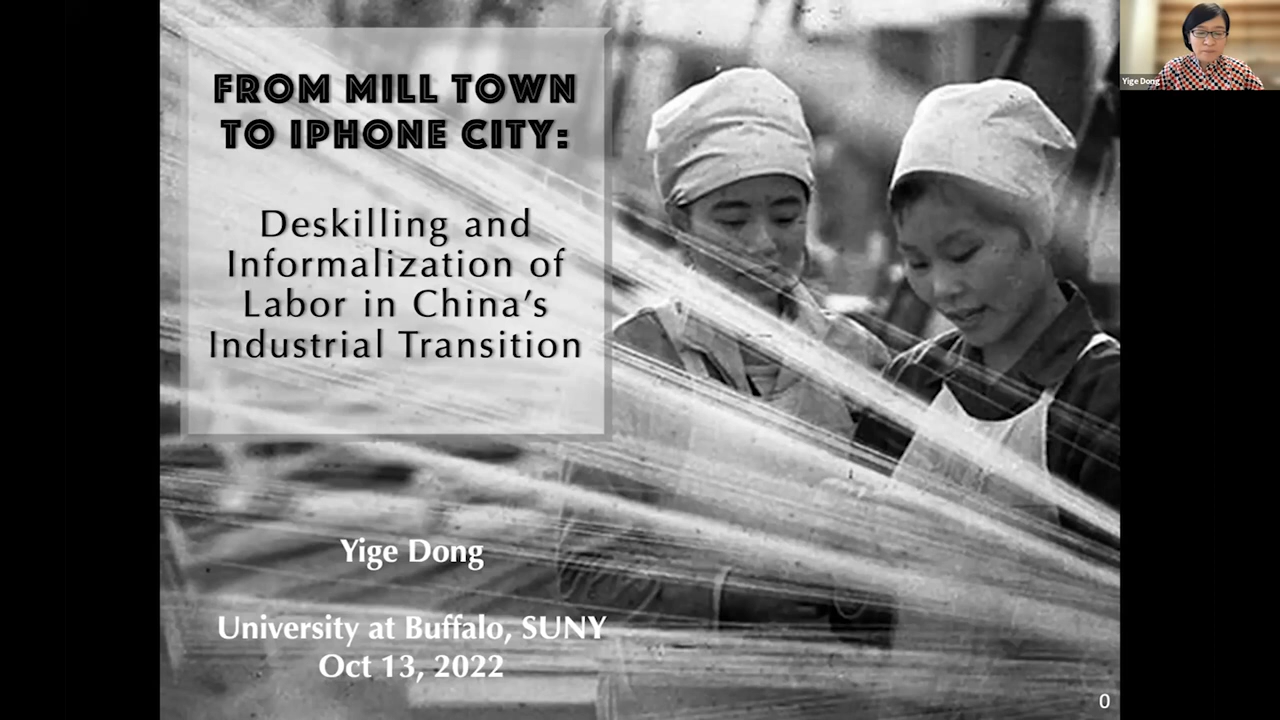 FROM MILL TOWN
TO IPHONE CITY:
Deskilling and
Informalization of
Labor in China's
Industrial Transition
Yige Dong
University at Buffalo, SUNY
Oct 13, 2022
0
Yige Dong